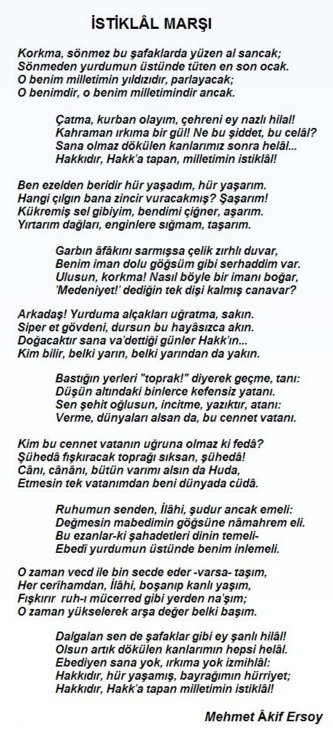 İSTİKLÂL MARŞI
Korkma, sönmez bu şafaklarda yüzen al sancak;
Sönmeden yurdumun üstünde tüten en son ocak.
O benim milletimin yıldızıdır, parlayacak;
O benimdir, o benim milletimindir ancak.
Çatma, kurban olayım, çehreni ey nazlı hilal!
Kahraman ırkıma bir gül! Ne bu şiddet, bu celâl?
Sana olmaz dökülen kanlarımız sonra helâl...
Hakkıdır, Hakk'a tapan, milletimin istiklâl!
Ben ezelden beridir hür yaşadım, hür yaşarım.
Hangi çılgın bana zincir vuracakmış? Şaşarım!
Kükremiş sel gibiyim, bendimi çiğner, aşarım.
Yırtarım dağları, enginlere sığmam, taşarım.
Garbın âfâkını sarmışsa çelik zırhlı duvar,
Benim iman dolu göğsüm gibi serhaddim var.
Ulusun, korkma! Nasıl böyle bir imanı boğar,
'Medeniyet!' dediğin tek dişi kalmış canavar?
Arkadaş! Yurduma alçakları uğratma, sakın.
Siper et gövdeni, dursun bu hayâsızca akın.
Doğacaktır sana va'dettiği günler Hakk'ın...
Kim bilir, belki yarın, belki yarından da yakın.
Bastığın yerleri "toprak!" diyerek geçme, tanı:
Düşün altındaki binlerce kefensiz yatanı.
Sen şehit oğlusun, incitme, yazıktır, atanı:
Verme, dünyaları alsan da, bu cennet vatanı.
Kim bu cennet vatanın uğruna olmaz ki fedâ?
Şühedâ fışkıracak toprağı sıksan, şühedâ!
Cânı, cânânı, bütün varımı alsın da Huda,
Etmesin tek vatanımdan beni dünyada cüdâ.
Ruhumun senden, İlâhi, şudur ancak emeli:
Değmesin mabedimin göğsüne nâmahrem eli.
Bu ezanlar-ki şahadetleri dinin temeli-
Ebedî yurdumun üstünde benim inlemeli.
O zaman vecd ile bin secde eder -varsa- taşım,
Her cerihamdan, İlâhi, boşanıp kanlı yaşım,
Fışkırır ruh-ı mücerred gibi yerden na'şım;
O zaman yükselerek arşa değer belki başım.
Dalgalan sen de şafaklar gibi ey şanlı hilâl!
Olsun artık dökülen kanlarımın hepsi helâl.
Ebediyen sana yok, ırkıma yok izmihlâl:
Hakkıdır, hür yaşamış, bayrağımın hürriyet;
Hakkıdır, Hakk'a tapan milletimin istiklâl!
Mehmet Âkif Ersoy